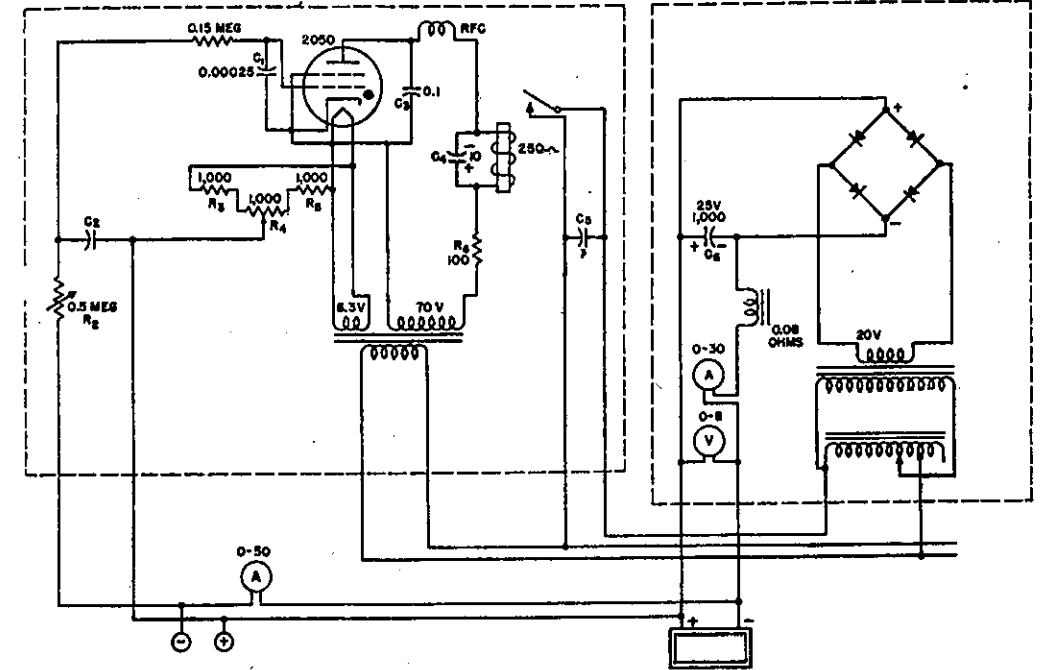 0.15 MEG
2050
RFC
C1
0.00025
0.1
C3
C4
10
250
1,000
R3
1,000
R4
1,000
R5
C2
R6
100
C5
?
0.5 MEG
R2
6.3V
70 V
25V
1,000
C6
0.08
OHMS
20V
0-30
A
0-8
V
0-50
A